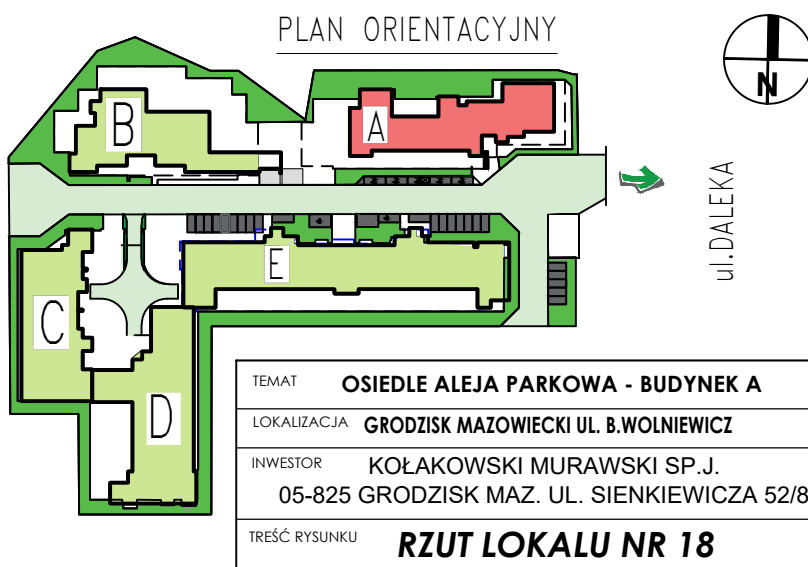 PLAN ORIENTACYJNY
N
B
A
ul.DALEKA
E
C
D
TEMAT OSIEDLE ALEJA PARKOWA - BUDYNEK A
LOKALIZACJA GRODZISK MAZOWIECKI UL. B.WOLNIEWICZ
INWESTOR KOŁAKOWSKI MURAWSKI SP.J.
05-825 GRODZISK MAZ. UL. SIENKIEWICZA 52/8
TREŚĆ RYSUNKU RZUT LOKALU NR 18